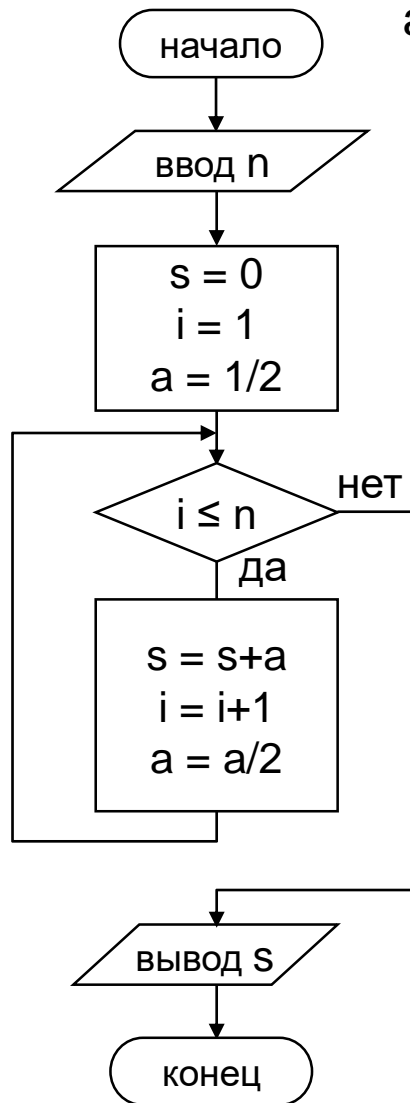 начало
ввод n
s = 0
i = 1
a = 1/2
i ≤ n
нет
да
s = s+a
i = i+1
a = a/2
вывод s
конец